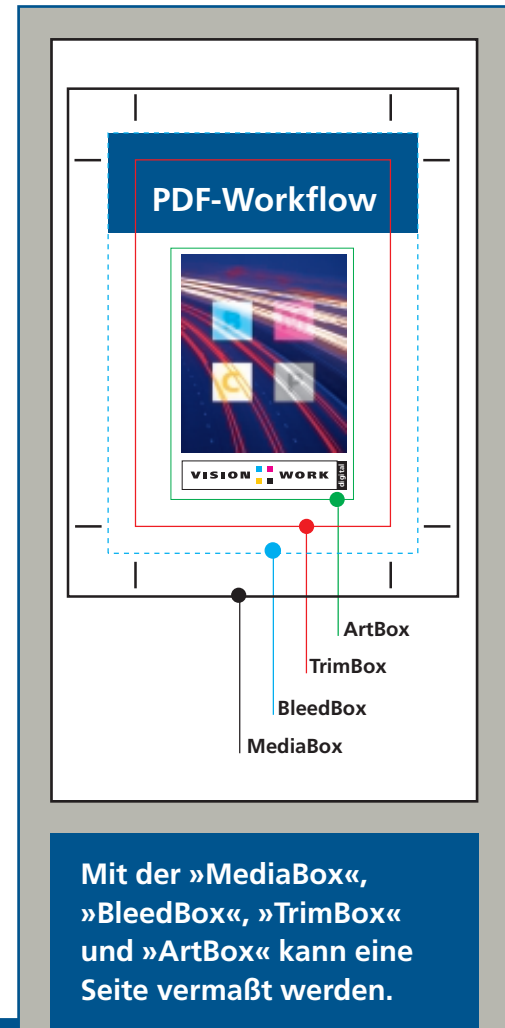 PDF-Workflow
C
VISION WORK
digital
ArtBox
TrimBox
BleedBox
MediaBox
Mit der »MediaBox«,
»BleedBox«, »TrimBox«
und »ArtBox« kann eine
Seite vermaßt werden.